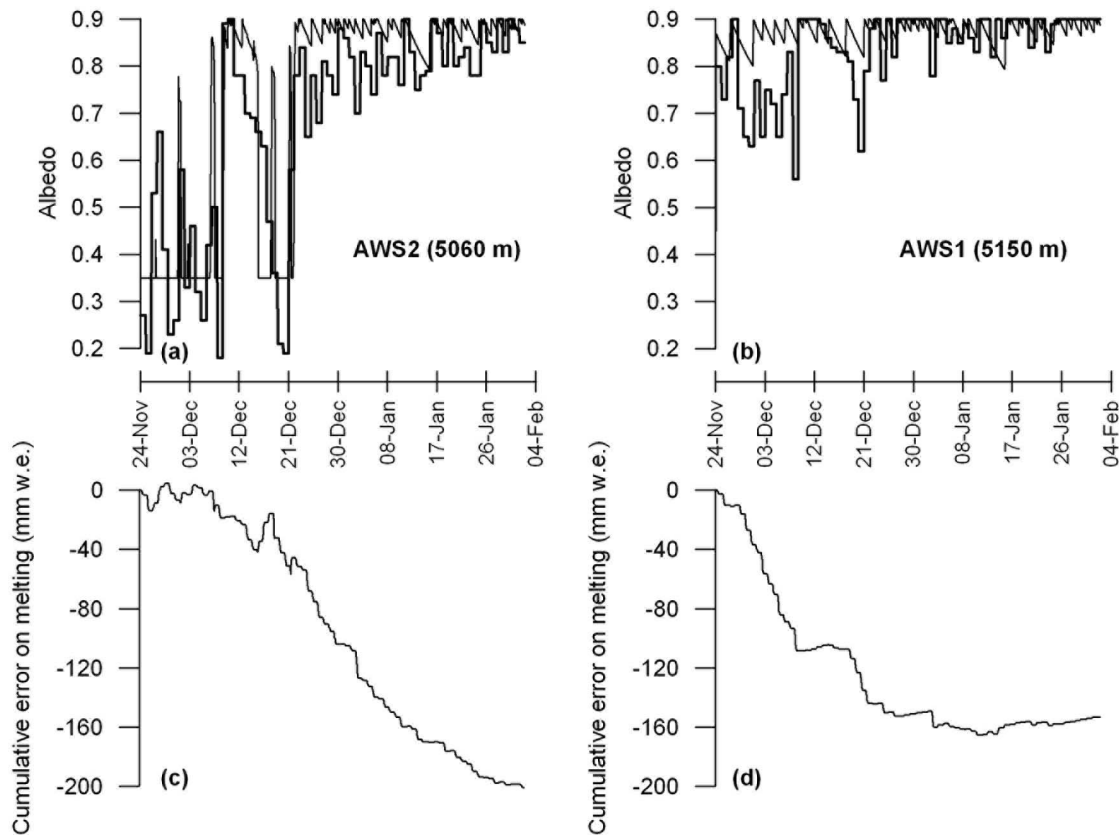 0.9
0.8
0.7
0.6
0.5
0.4
0.3
0.2
Albedo
AWS2 (5060 m)
(a)
24-Nov
03-Dec
12-Dec
21-Dec
30-Dec
08-Jan
17-Jan
26-Jan
04-Feb
0.9
0.8
0.7
0.6
0.5
0.4
0.3
0.2
Albedo
AWS1 (5150 m)
(b)
24-Nov
03-Dec
12-Dec
21-Dec
30-Dec
08-Jan
17-Jan
26-Jan
04-Feb
Cumulative error on melting (mm w.e.)
0
-40
-80
-120
-160
-200
(c)
Cumulative error on melting (mm w.e.)
0
-40
-80
-120
-160
-200
(d)